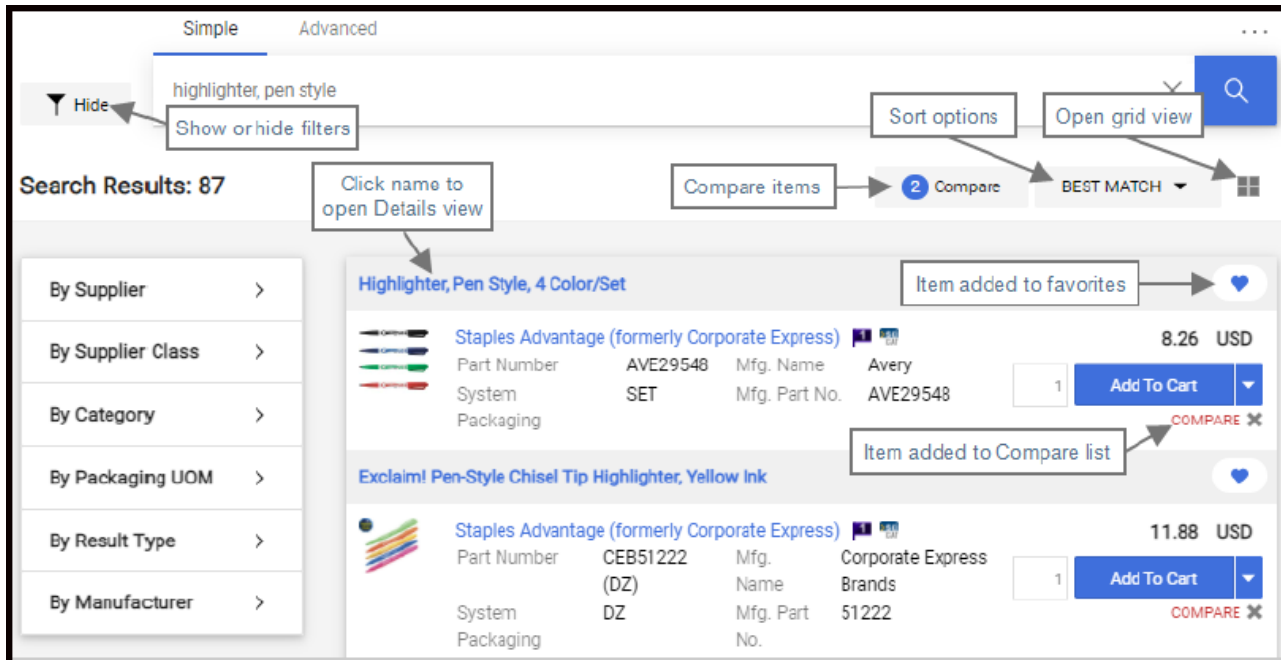 Simple Advanced
highlighter, pen style
Hide
Show or hide filters
Sort options
Open grid view
Search Results: 87
Click name to
open Details view
Compare items
2 Compare
BEST MATCH
By Supplier
By Supplier Class
By Category
By Packaging UOM
By Result Type
By Manufacturer
Highlighter, Pen Style, 4 Color/Set
Item added to favorites
Staples Advantage (formerly Corporate Express)
8.26 USD
Part Number AVE29548 Mfg. Name Avery
1 Add To Cart
System SET Mfg. Part No. AVE29548
Packaging
COMPARE
Item added to Compare list
Exclaim! Pen-Style Chisel Tip Highlighter, Yellow Ink
Staples Advantage (formerly Corporate Express)
11.88 USD
Part Number CEB51222 Mfg. Corporate Express
(DZ) Name Brands
1 Add To Cart
System DZ Mfg. Part 51222
Packaging No.
COMPARE